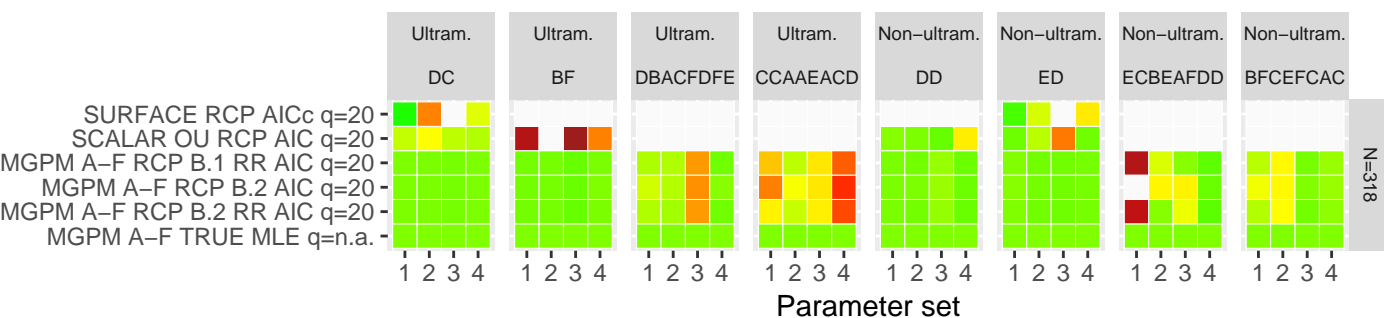 Ultram. Ultram. Ultram. Ultram. Non−ultram. Non−ultram. Non−ultram. Non−ultram.
DC BF DBACFDFE CCAAEACD DD ED ECBEAFDD BFCEFCAC
SURFACE RCP AICc q=20
SCALAR OU RCP AIC q=20
MGPM A−F RCP B.1 RR AIC q=20
MGPM A−F RCP B.2 AIC q=20
MGPM A−F RCP B.2 RR AIC q=20
MGPM A−F TRUE MLE q=n.a.
N=318
1 2 3 4 1 2 3 4 1 2 3 4 1 2 3 4 1 2 3 4 1 2 3 4 1 2 3 4 1 2 3 4
Parameter set